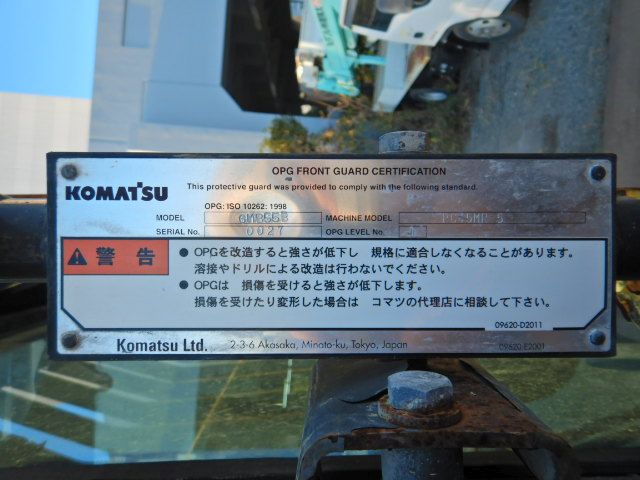 OPG FRONT GUARD CERTIFICATION
KOMATSU
This protective guard was provided to comply with the following standard.
OPG: ISO 10262: 1998
MODEL MACHINE MODEL
SERIAL No. 0027 OPG LEVEL No.
警告
● OPGを改造すると強さが低下し 規格に適合しなくなることがあります。
溶接やドリルによる改造は行わないでください。
● OPGは 損傷を受けると強さが低下します。
損傷を受けたり変形した場合は コマツの代理店に相談して下さい。
09620-D2011
Komatsu Ltd. 2-3-6 Akasaka, Minato-ku, Tokyo, Japan
09620-E2001